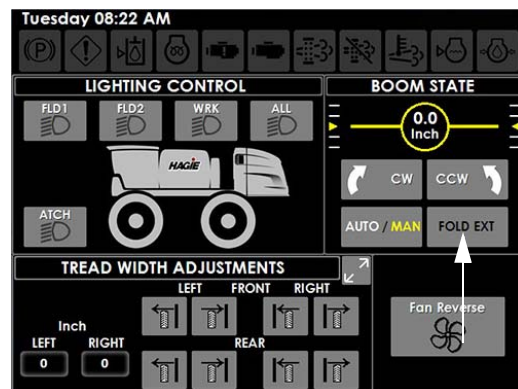 Tuesday 08:22 AM
(P)
LIGHTING CONTROL
FLD1 FLD2 WRK ALL
HAGIE
ATCH
BOOM STATE
0.0
Inch
CW CCW
AUTO / MAN FOLD EXT
TREAD WIDTH ADJUSTMENTS
LEFT FRONT RIGHT
Inch
LEFT RIGHT
REAR
0 0
Fan Reverse